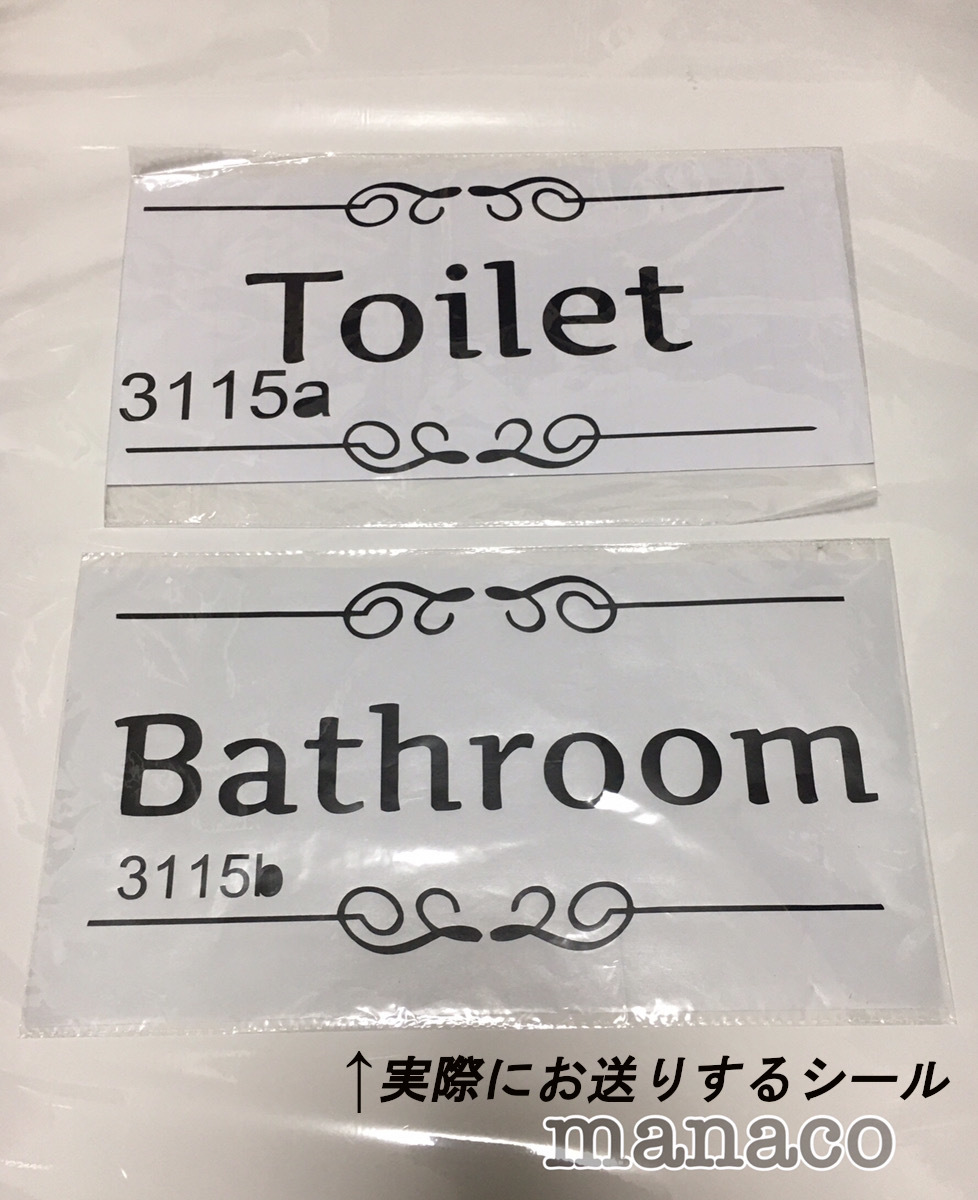 Toilet
3115a
Bathroom
3115b
↑実際にお送りするシール
manaco